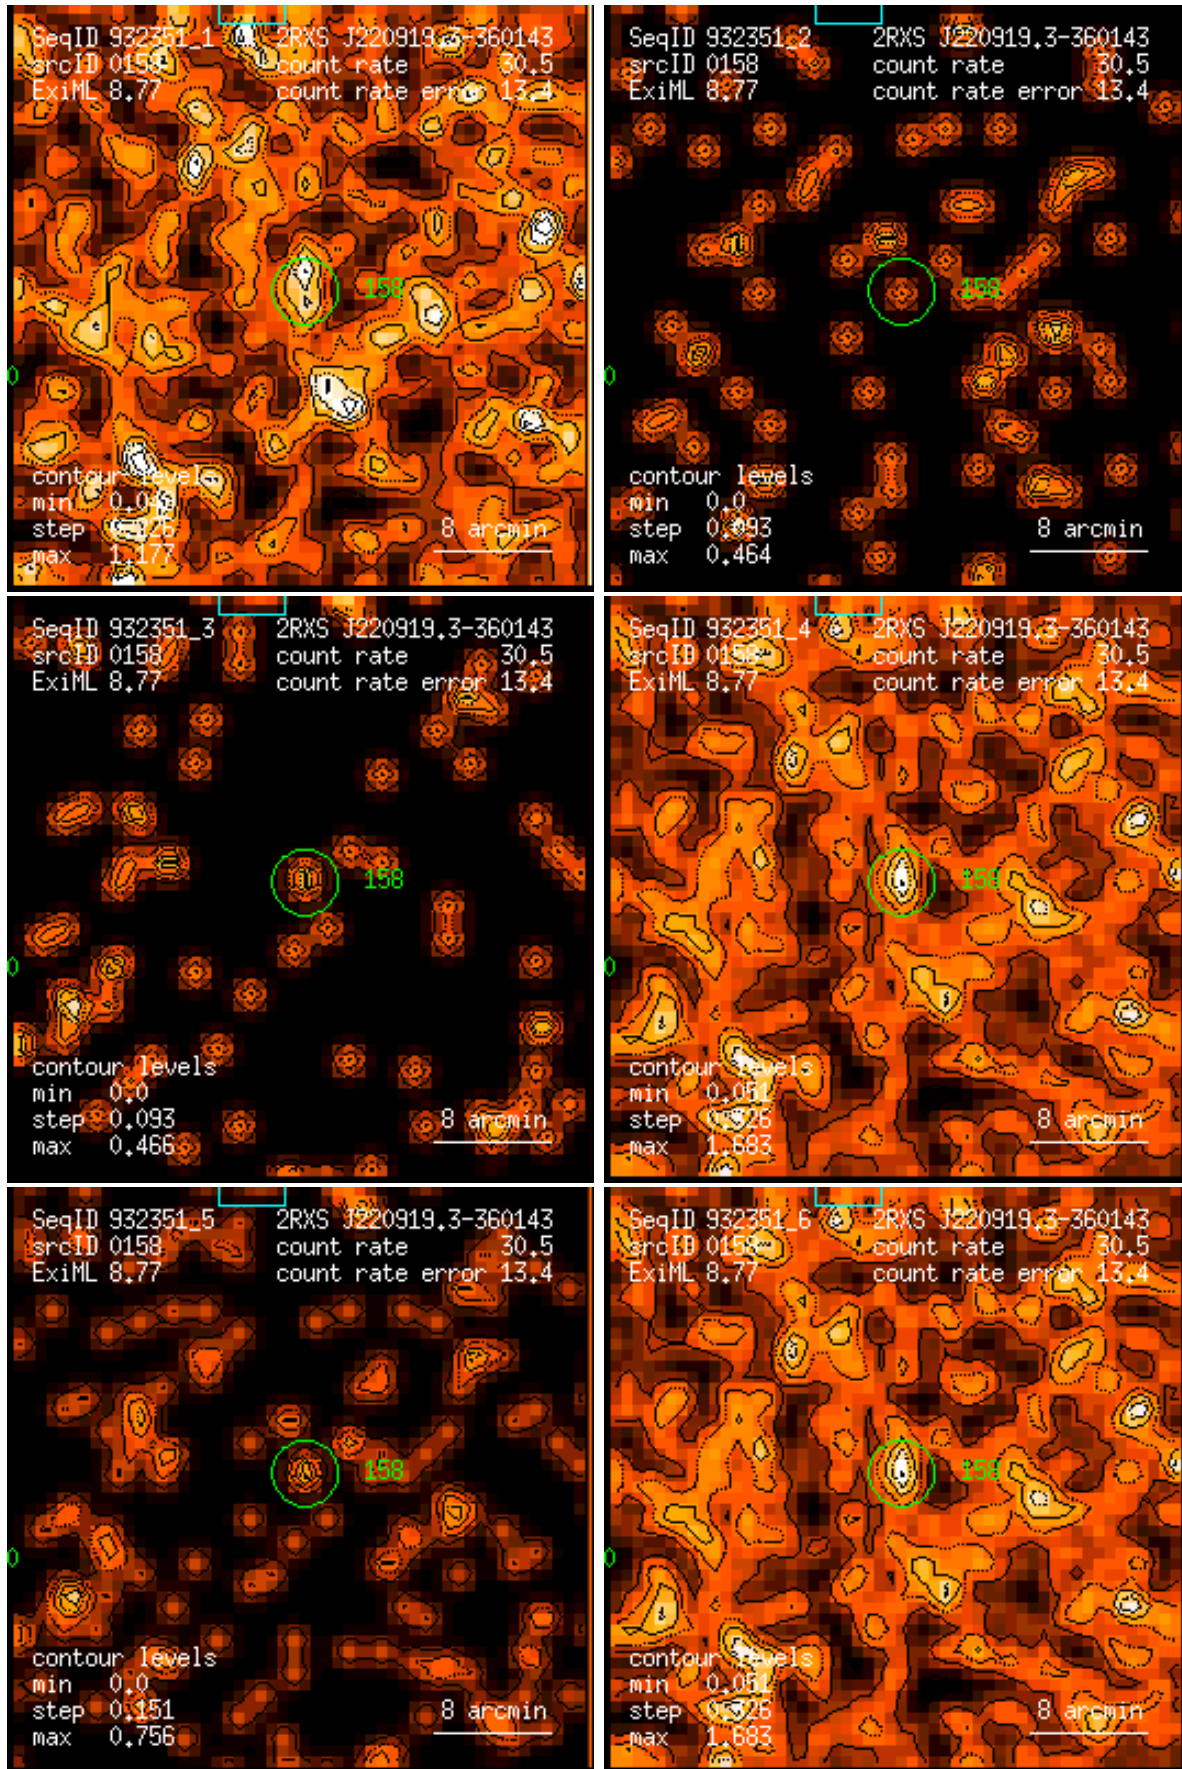 SeqID 932351_1 2RXS J220919.3-360143
srcID 0158 count rate 30.5
ExiML 8.77 count rate error 13.4
158
0
contour levels
min
step
max 1.177
8 arcmin
SeqID 932351_2 2RXS J220919.3-360143
srcID 0158 count rate 30.5
ExiML 8.77 count rate error 13.4
158
0
contour levels
min 0.0
step 0.093
max 0.464
8 arcmin
SeqID 932351_3 2RXS J220919.3-360143
srcID 0158 count rate 30.5
ExiML 8.77 count rate error 13.4
158
0
contour levels
min 0.0
step 0.093
max 0.466
8 arcmin
SeqID 932351_4 2RXS J220919.3-360143
srcID 0158 count rate 30.5
ExiML 8.77 count rate error 13.4
158
0
contour levels
min 0.051
step
max 1.683
8 arcmin
SeqID 932351_5 2RXS J220919.3-360143
srcID 0158 count rate 30.5
ExiML 8.77 count rate error 13.4
158
0
contour levels
min 0.0
step 0.151
max 0.756
8 arcmin
SeqID 932351_6 2RXS J220919.3-360143
srcID 0158 count rate 30.5
ExiML 8.77 count rate error 13.4
158
0
contour levels
min 0.051
step
max 1.683
8 arcmin